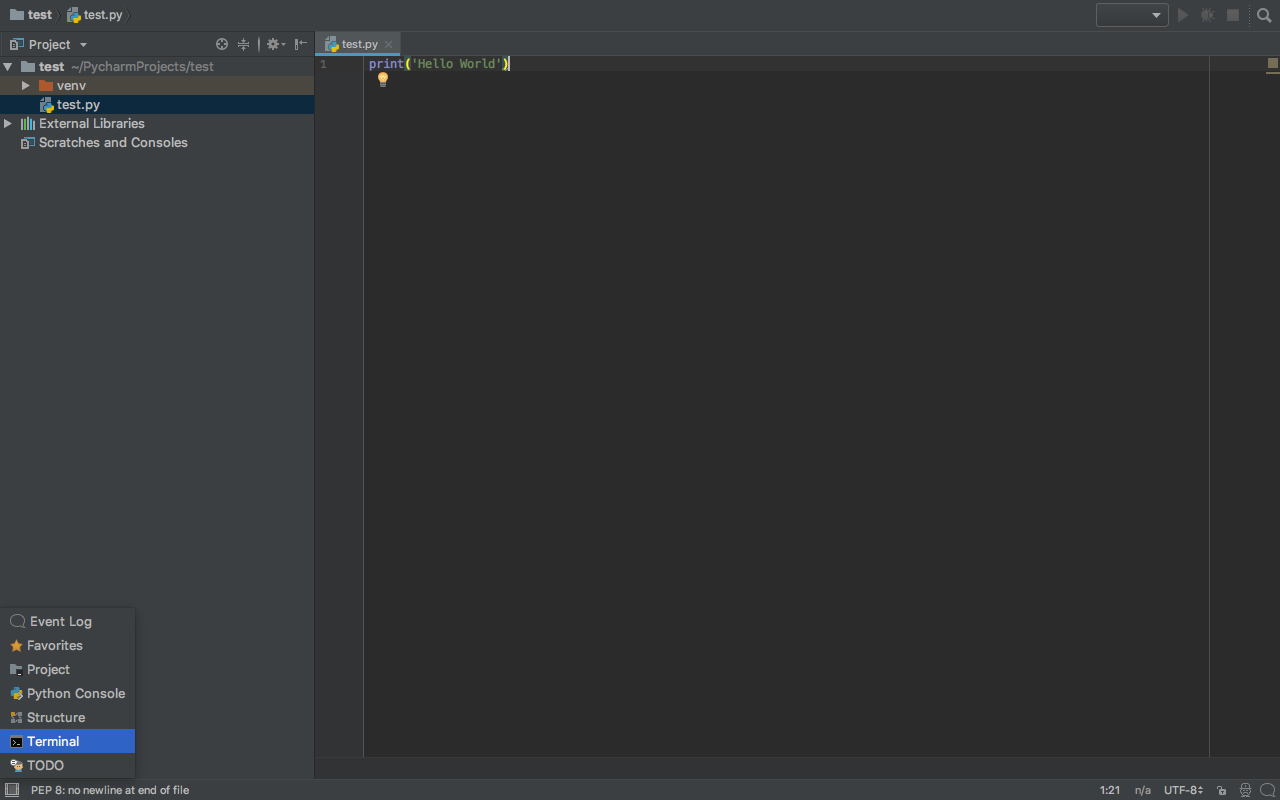 test test.py
Project
test.py
test ~/PycharmProjects/test
1 print('Hello World')
venv
test.py
External Libraries
Scratches and Consoles
Event Log
Favorites
Project
Python Console
Structure
Terminal
TODO
PEP 8: no newline at end of file 1:21 n/a UTF-8